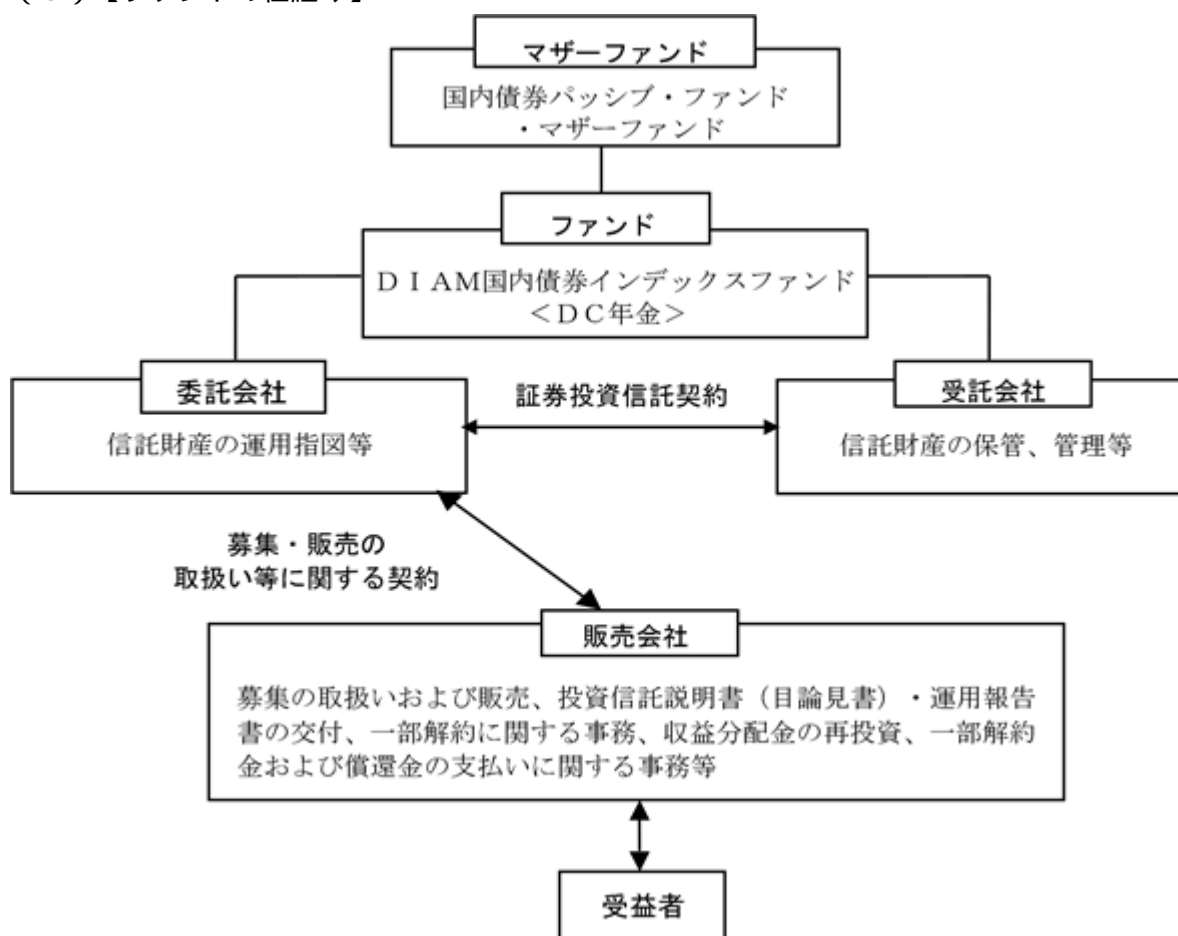 マザーファンド
国内債券パッシブ・ファンド
・マザーファンド
ファンド
ＤＩＡＭ国内債券インデックスファンド
＜ＤＣ年金＞
委託会社
信託財産の運用指図等
証券投資信託契約
受託会社
信託財産の保管、管理等
募集・販売の
取扱い等に関する契約
販売会社
募集の取扱いおよび販売、投資信託説明書（目論見書）・運用報告
書の交付、一部解約に関する事務、収益分配金の再投資、一部解約
金および償還金の支払いに関する事務等
受益者